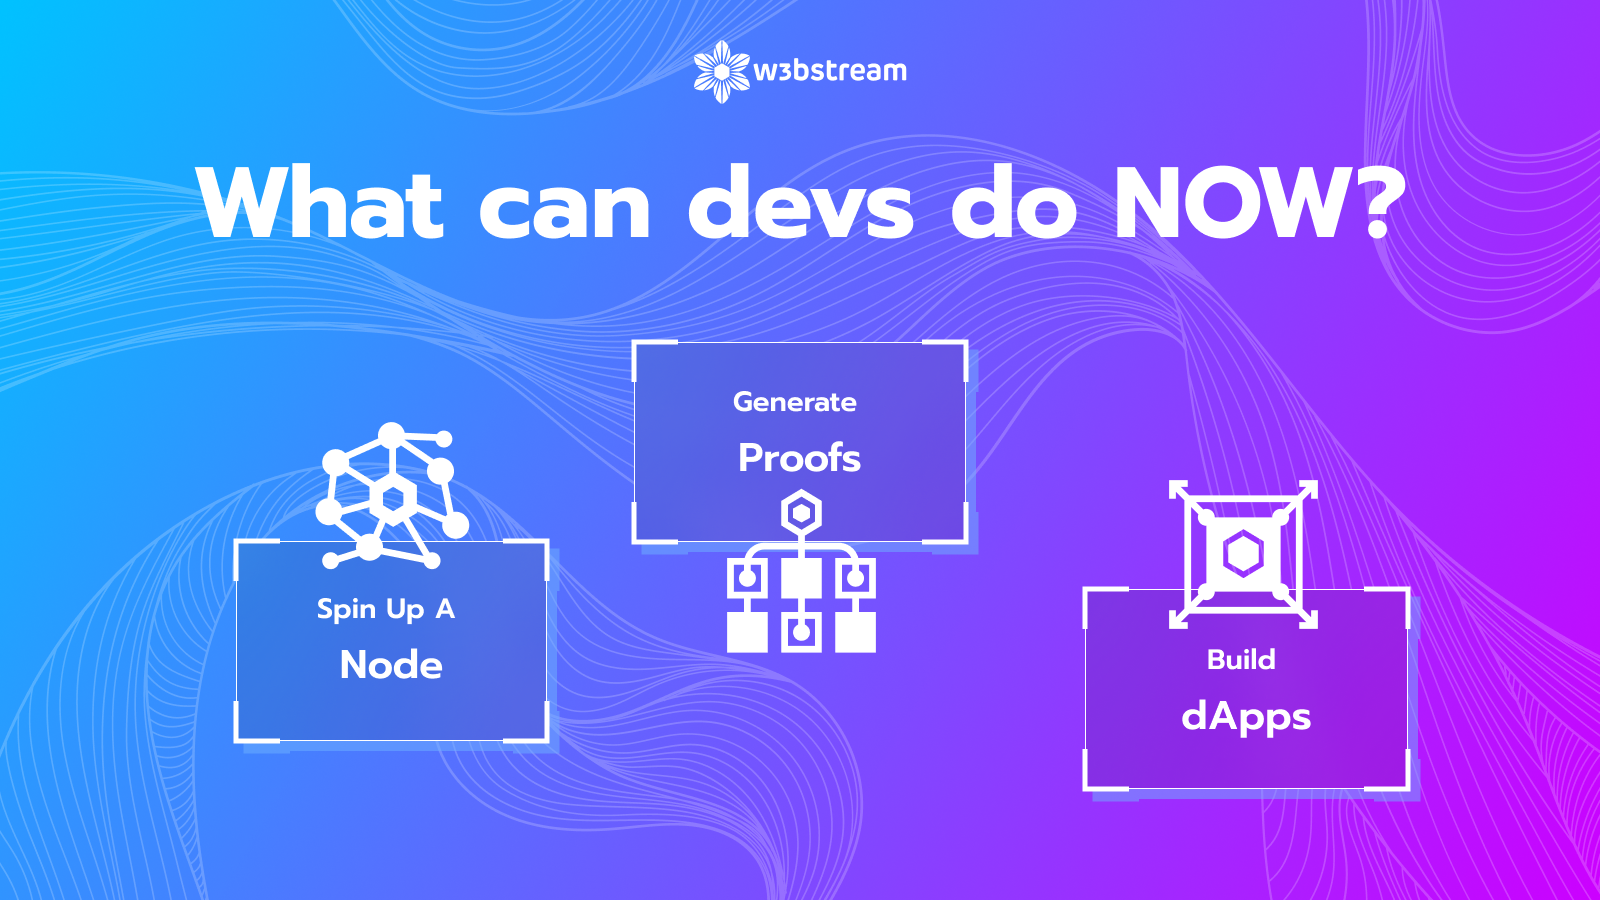 w3bstream
What can devs do NOW?
Spin Up A
Node
Generate
Proofs
Build
dApps